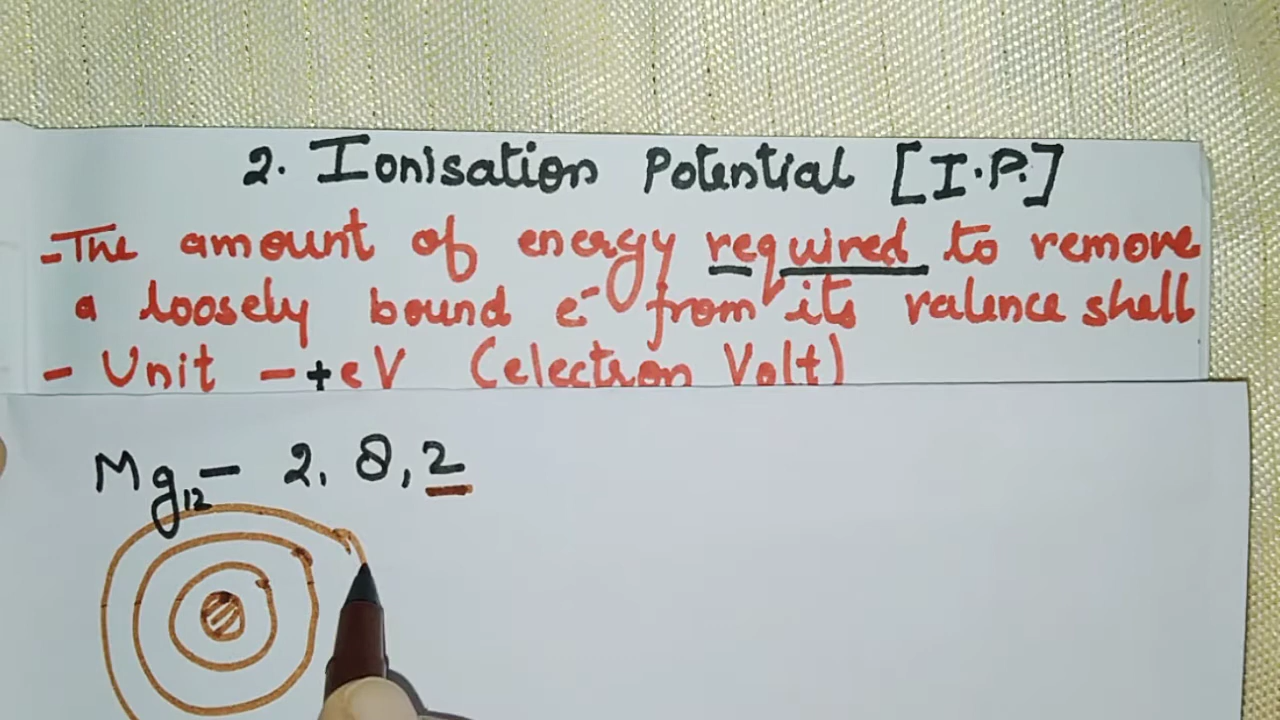 2. Ionisation Potential [I.P.]
- The amount of energy required to remove
a loosely bound e⁻ from its valence shell
- Unit - +eV (electron Volt)
Mg₁₂ - 2, 8, 2